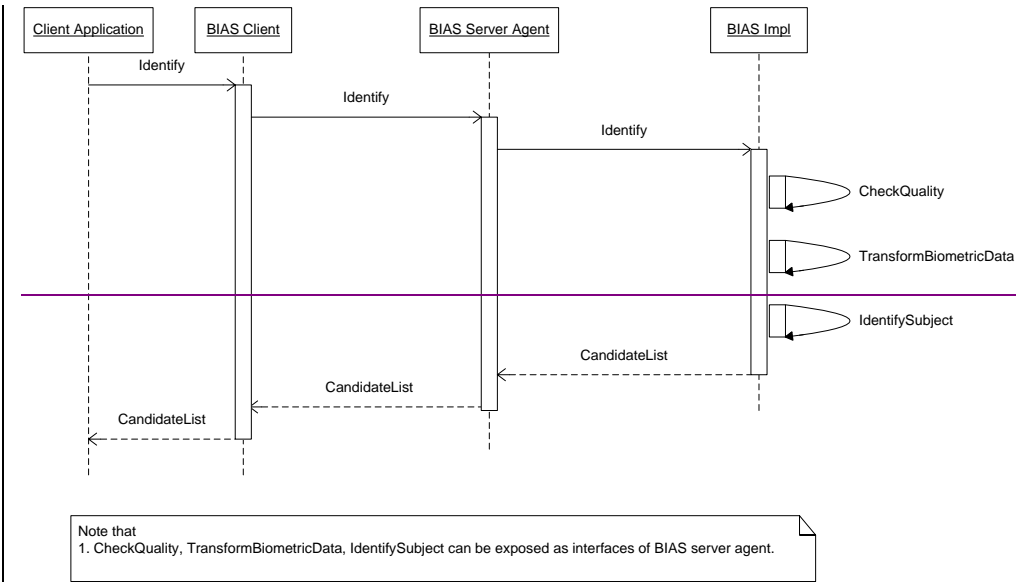 Client Application
BIAS Client
BIAS Server Agent
BIAS Impl
Identify
Identify
Identify
CheckQuality
TransformBiometricData
IdentifySubject
CandidateList
CandidateList
CandidateList
Note that
1. CheckQuality, TransformBiometricData, IdentifySubject can be exposed as interfaces of BIAS server agent.